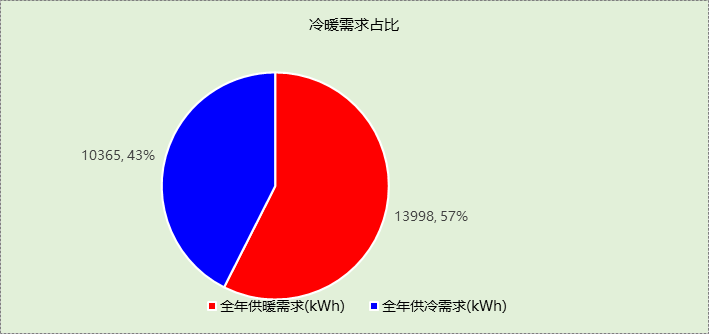 冷暖需求占比
10365, 43%
13998, 57%
全年供暖需求(kWh)
全年供冷需求(kWh)